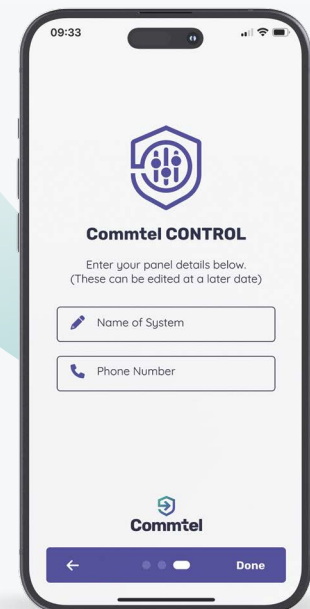 09:33
Commtel CONTROL
Enter your panel details below.
(These can be edited at a later date)
Name of System
Phone Number
Commtel
Done